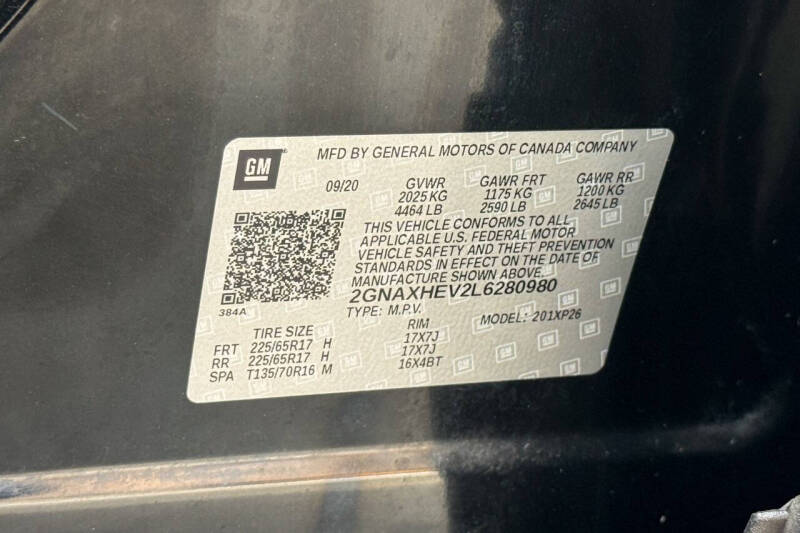 GM
MFD BY GENERAL MOTORS OF CANADA COMPANY
09/20 GVWR GAWR FRT GAWR RR
2025 KG 1175 KG 1200 KG
4464 LB 2590 LB 2645 LB
THIS VEHICLE CONFORMS TO ALL
APPLICABLE U.S. FEDERAL MOTOR
VEHICLE SAFETY AND THEFT PREVENTION
STANDARDS IN EFFECT ON THE DATE OF
MANUFACTURE SHOWN ABOVE.
2GNAXHEV2L6280980
384A
TYPE: M.P.V. MODEL: 201XP26
TIRE SIZE RIM
FRT 225/65R17 H 17X7J
RR 225/65R17 H 17X7J
SPA T135/70R16 M 16X4BT